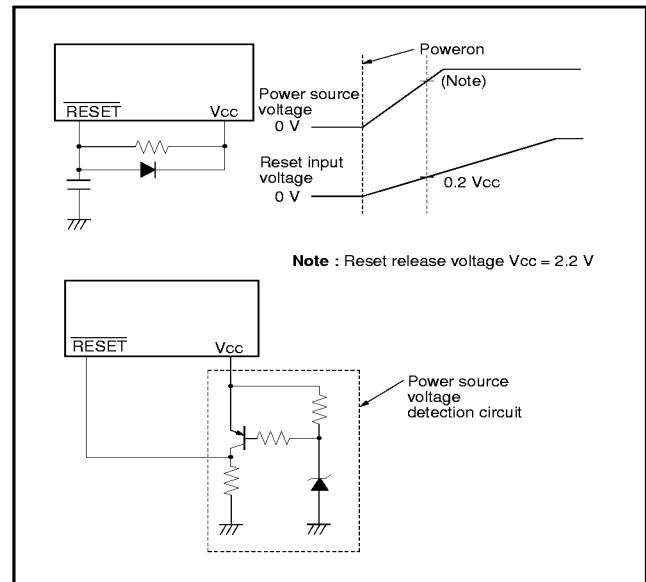 Poweron
(Note)
Power source
voltage
0 V
RESET
Vcc
Reset input
voltage
0 V
0.2 Vcc
Note : Reset release voltage Vcc = 2.2 V
RESET
Vcc
Power source
voltage
detection circuit